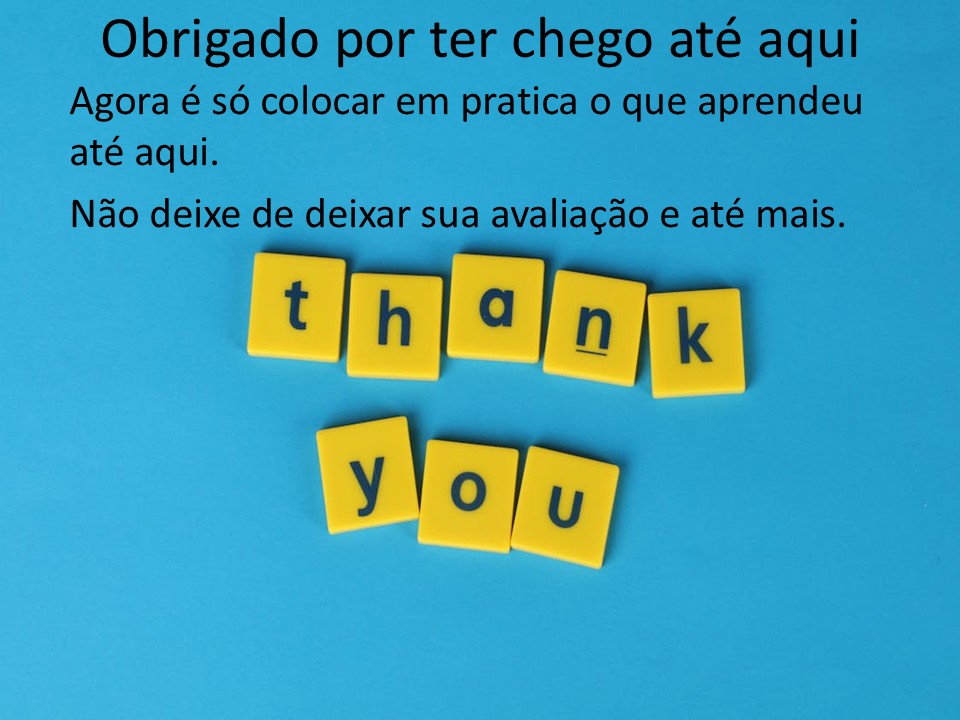 Obrigado por ter chego até aqui
Agora é só colocar em pratica o que aprendeu
até aqui.
Não deixe de deixar sua avaliação e até mais.
thank
you